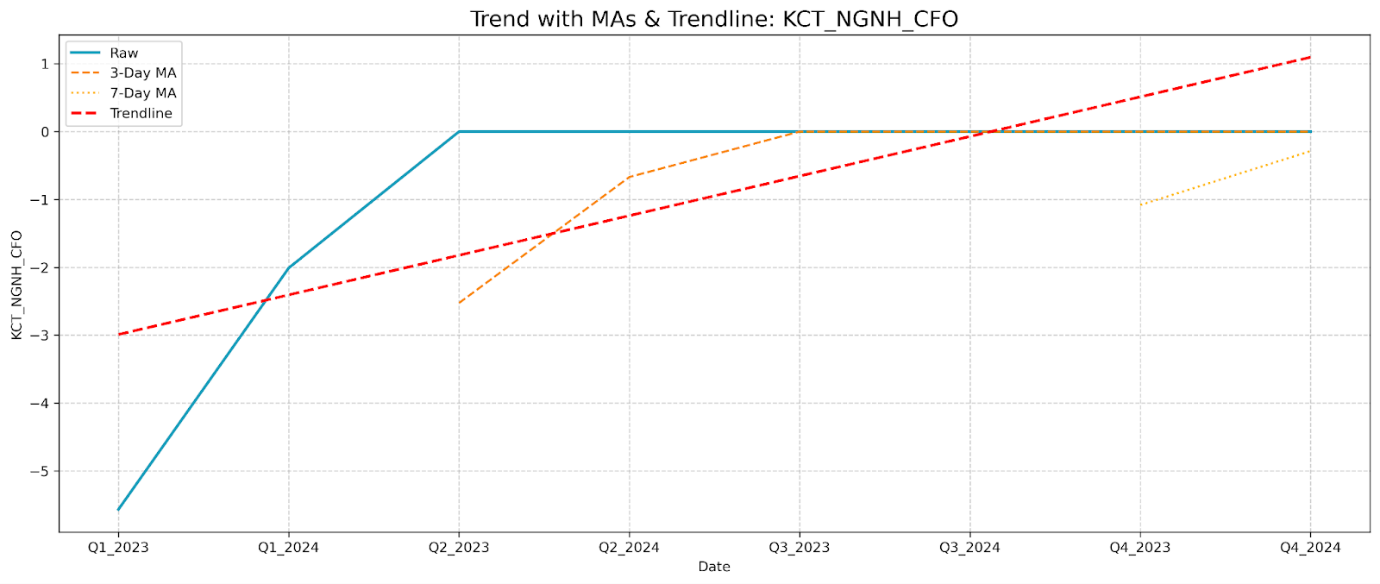 Trend with MAs & Trendline: KCT_NGNH_CFO
Raw
3-Day MA
7-Day MA
Trendline
1
0
−1
−2
−3
−4
−5
KCT_NGNH_CFO
Q1_2023 Q1_2024 Q2_2023 Q2_2024 Q3_2023 Q3_2024 Q4_2023 Q4_2024
Date